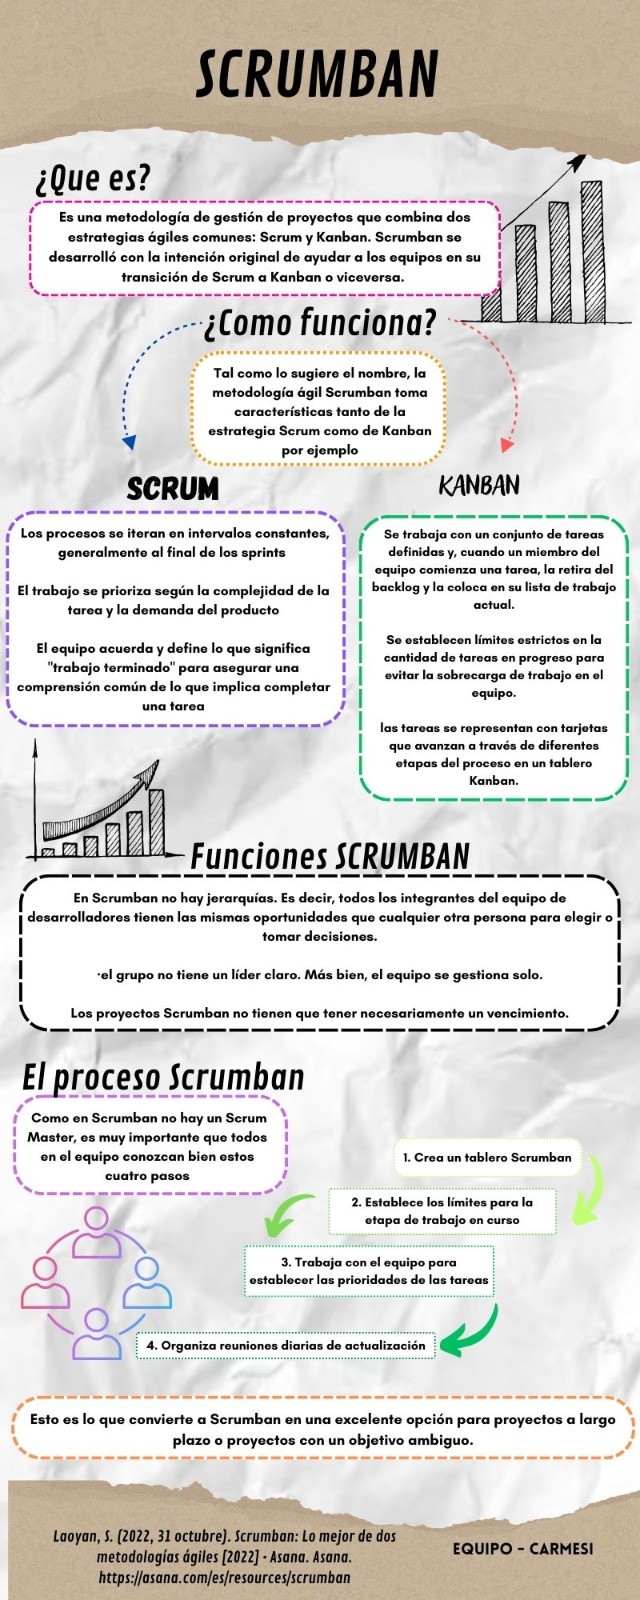 SCRUMBAN
¿Que es?
Es una metodología de gestión de proyectos que combina dos
estrategias ágiles comunes: Scrum y Kanban. Scrumban se
desarrolló con la intención original de ayudar a los equipos en su
transición de Scrum a Kanban o viceversa.
¿Como funciona?
Tal como lo sugiere el nombre, la
metodología ágil Scrumban toma
características tanto de la
estrategia Scrum como de Kanban
por ejemplo
SCRUM
Los procesos se iteran en intervalos constantes,
generalmente al final de los sprints
El trabajo se prioriza según la complejidad de la
tarea y la demanda del producto
El equipo acuerda y define lo que significa
"trabajo terminado" para asegurar una
comprensión común de lo que implica completar
una tarea
KANBAN
Se trabaja con un conjunto de tareas
definidas y, cuando un miembro del
equipo comienza una tarea, la retira del
backlog y la coloca en su lista de trabajo
actual.
Se establecen límites estrictos en la
cantidad de tareas en progreso para
evitar la sobrecarga de trabajo en el
equipo.
las tareas se representan con tarjetas
que avanzan a través de diferentes
etapas del proceso en un tablero
Kanban.
Funciones SCRUMBAN
En Scrumban no hay jerarquías. Es decir, todos los integrantes del equipo de
desarrolladores tienen las mismas oportunidades que cualquier otra persona para elegir o
tomar decisiones.
·el grupo no tiene un líder claro. Más bien, el equipo se gestiona solo.
Los proyectos Scrumban no tienen que tener necesariamente un vencimiento.
El proceso Scrumban
Como en Scrumban no hay un Scrum
Master, es muy importante que todos
en el equipo conozcan bien estos
cuatro pasos
1. Crea un tablero Scrumban
2. Establece los límites para la
etapa de trabajo en curso
3. Trabaja con el equipo para
establecer las prioridades de las tareas
4. Organiza reuniones diarias de actualización
Esto es lo que convierte a Scrumban en una excelente opción para proyectos a largo
plazo o proyectos con un objetivo ambiguo.
Laoyan, S. (2022, 31 octubre). Scrumban: Lo mejor de dos
metodologías ágiles [2022] · Asana. Asana.
https://asana.com/es/resources/scrumban
EQUIPO - CARMESI